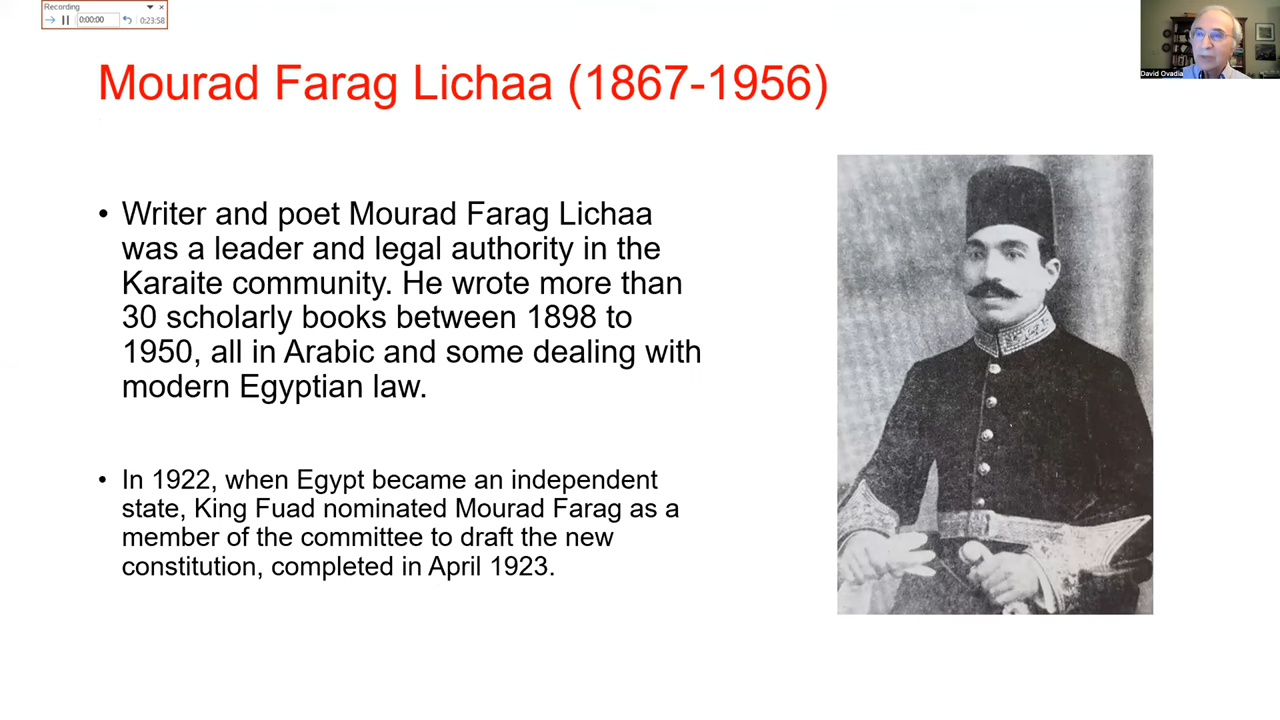 Recording
0:00:00
0:23:58
David Ovadia
Mourad Farag Lichaa (1867-1956)
• Writer and poet Mourad Farag Lichaa
was a leader and legal authority in the
Karaite community. He wrote more than
30 scholarly books between 1898 to
1950, all in Arabic and some dealing with
modern Egyptian law.
• In 1922, when Egypt became an independent
state, King Fuad nominated Mourad Farag as a
member of the committee to draft the new
constitution, completed in April 1923.